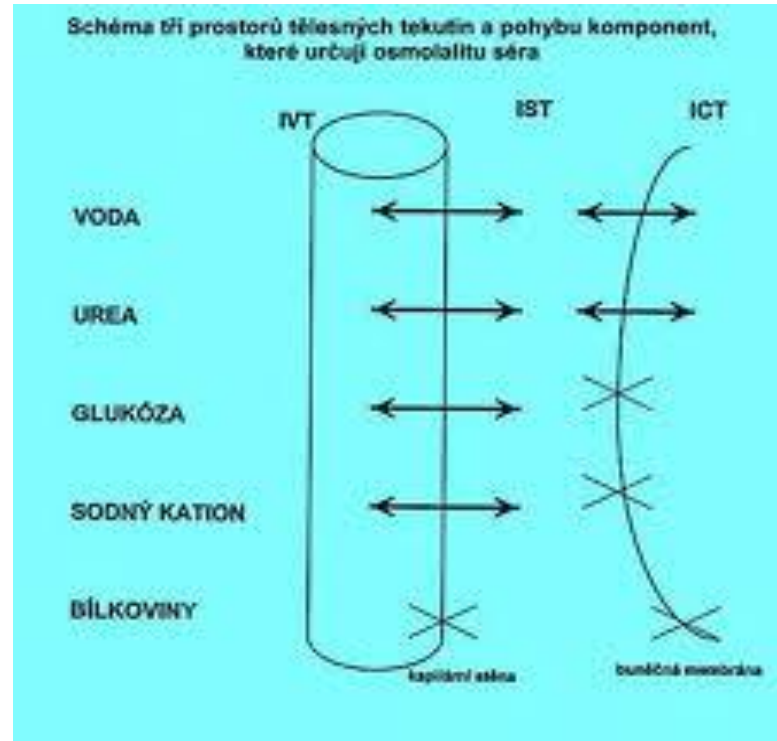 Schéma tří prostorů tělesných tekutin a pohybu komponent,
které určují osmolalitu séra
IVT
IST
ICT
VODA
UREA
GLUKÓZA
SODNÝ KATION
BÍLKOVINY
kapilární stěna
buněčná membrána